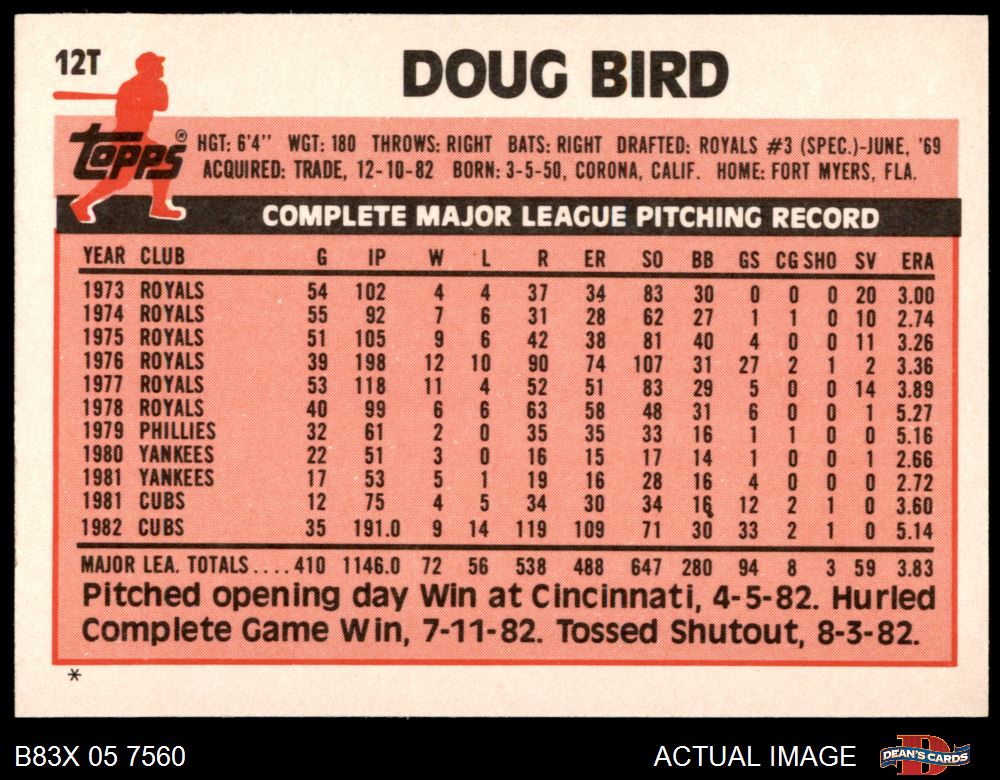 12T
DOUG BIRD
topps®
HGT: 6'4'' WGT: 180 THROWS: RIGHT BATS: RIGHT DRAFTED: ROYALS #3 (SPEC.)-JUNE, '69
ACQUIRED: TRADE, 12-10-82 BORN: 3-5-50, CORONA, CALIF. HOME: FORT MYERS, FLA.
COMPLETE MAJOR LEAGUE PITCHING RECORD
YEAR CLUB G IP W L R ER SO BB GS CG SHO SV ERA
1973 ROYALS 54 102 4 4 37 34 83 30 0 0 0 20 3.00
1974 ROYALS 55 92 7 6 31 28 62 27 1 1 0 10 2.74
1975 ROYALS 51 105 9 6 42 38 81 40 4 0 0 11 3.26
1976 ROYALS 39 198 12 10 90 74 107 31 27 2 1 2 3.36
1977 ROYALS 53 118 11 4 52 51 83 29 5 0 0 14 3.89
1978 ROYALS 40 99 6 6 63 58 48 31 6 0 0 1 5.27
1979 PHILLIES 32 61 2 0 35 35 33 16 1 1 0 0 5.16
1980 YANKEES 22 51 3 0 16 15 17 14 1 0 0 1 2.66
1981 YANKEES 17 53 5 1 19 16 28 16 4 0 0 0 2.72
1981 CUBS 12 75 4 5 34 30 34 16 12 2 1 0 3.60
1982 CUBS 35 191.0 9 14 119 109 71 30 33 2 1 0 5.14
MAJOR LEA. TOTALS....410 1146.0 72 56 538 488 647 280 94 8 3 59 3.83
Pitched opening day Win at Cincinnati, 4-5-82. Hurled
Complete Game Win, 7-11-82. Tossed Shutout, 8-3-82.
*
B83X 05 7560 ACTUAL IMAGE DEAN'S CARDS